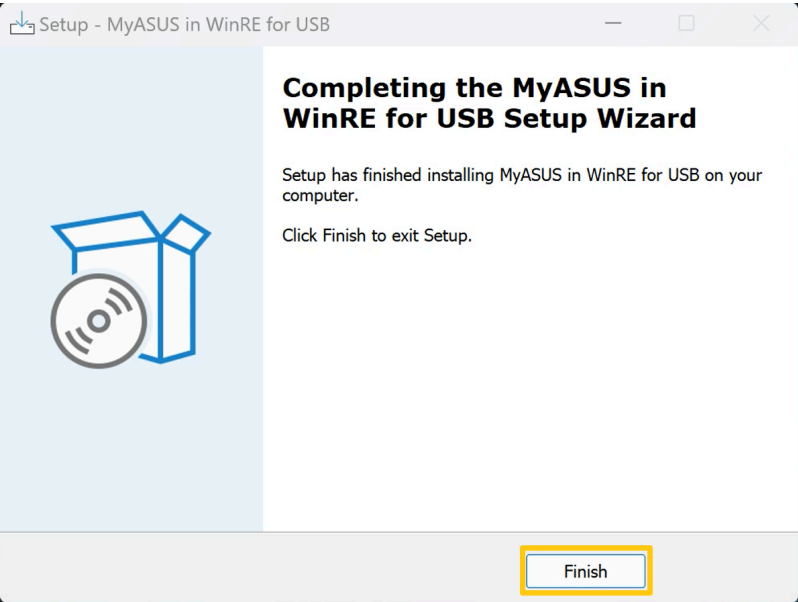 Setup - MyASUS in WinRE for USB
Completing the MyASUS in
WinRE for USB Setup Wizard
Setup has finished installing MyASUS in WinRE for USB on your
computer.
Click Finish to exit Setup.
Finish